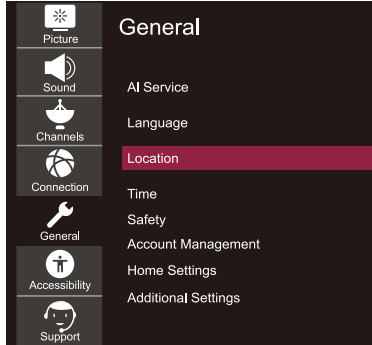 Picture
Sound
Channels
Connection
General
Accessibility
Support
General
AI Service
Language
Location
Time
Safety
Account Management
Home Settings
Additional Settings